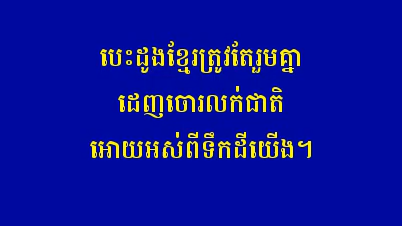 បេះដូងខ្មែរត្រូវតែរួមគ្នា
ដេញចោរលក់ជាតិ
អោយអស់ពីទឹកដីយើង។